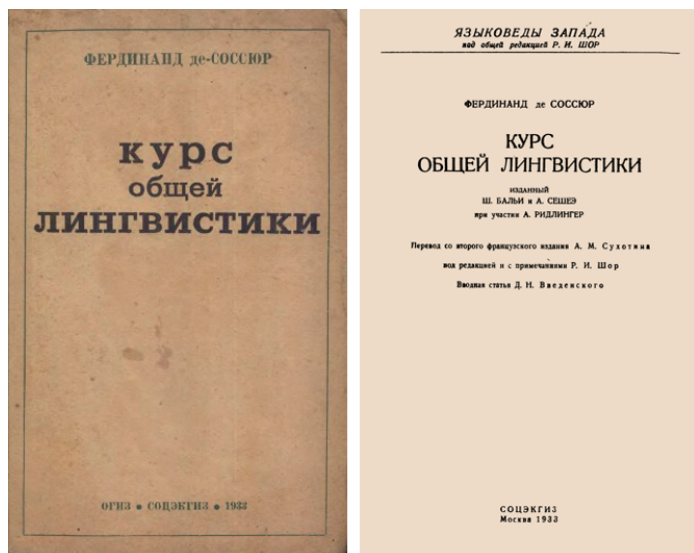 ФЕРДИНАНД де-СОССЮР
курс
общей
ЛИНГВИСТИКИ
ОГИЗ • СОЦЭКГИЗ • 1933
ЯЗЫКОВЕДЫ ЗАПАДА
под общей редакцией Р. И. ШОР
ФЕРДИНАНД де СОССЮР
КУРС
ОБЩЕЙ ЛИНГВИСТИКИ
ИЗДАННЫЙ
Ш. БАЛЬИ и А. СЕШЕЭ
при участии А. РИДЛИНГЕР
Перевод со второго французского издания А. М. Сухотина
под редакцией и с примечаниями Р. И. Шор
Вводная статья Д. Н. Введенского
СОЦЭКГИЗ
Москва 1933